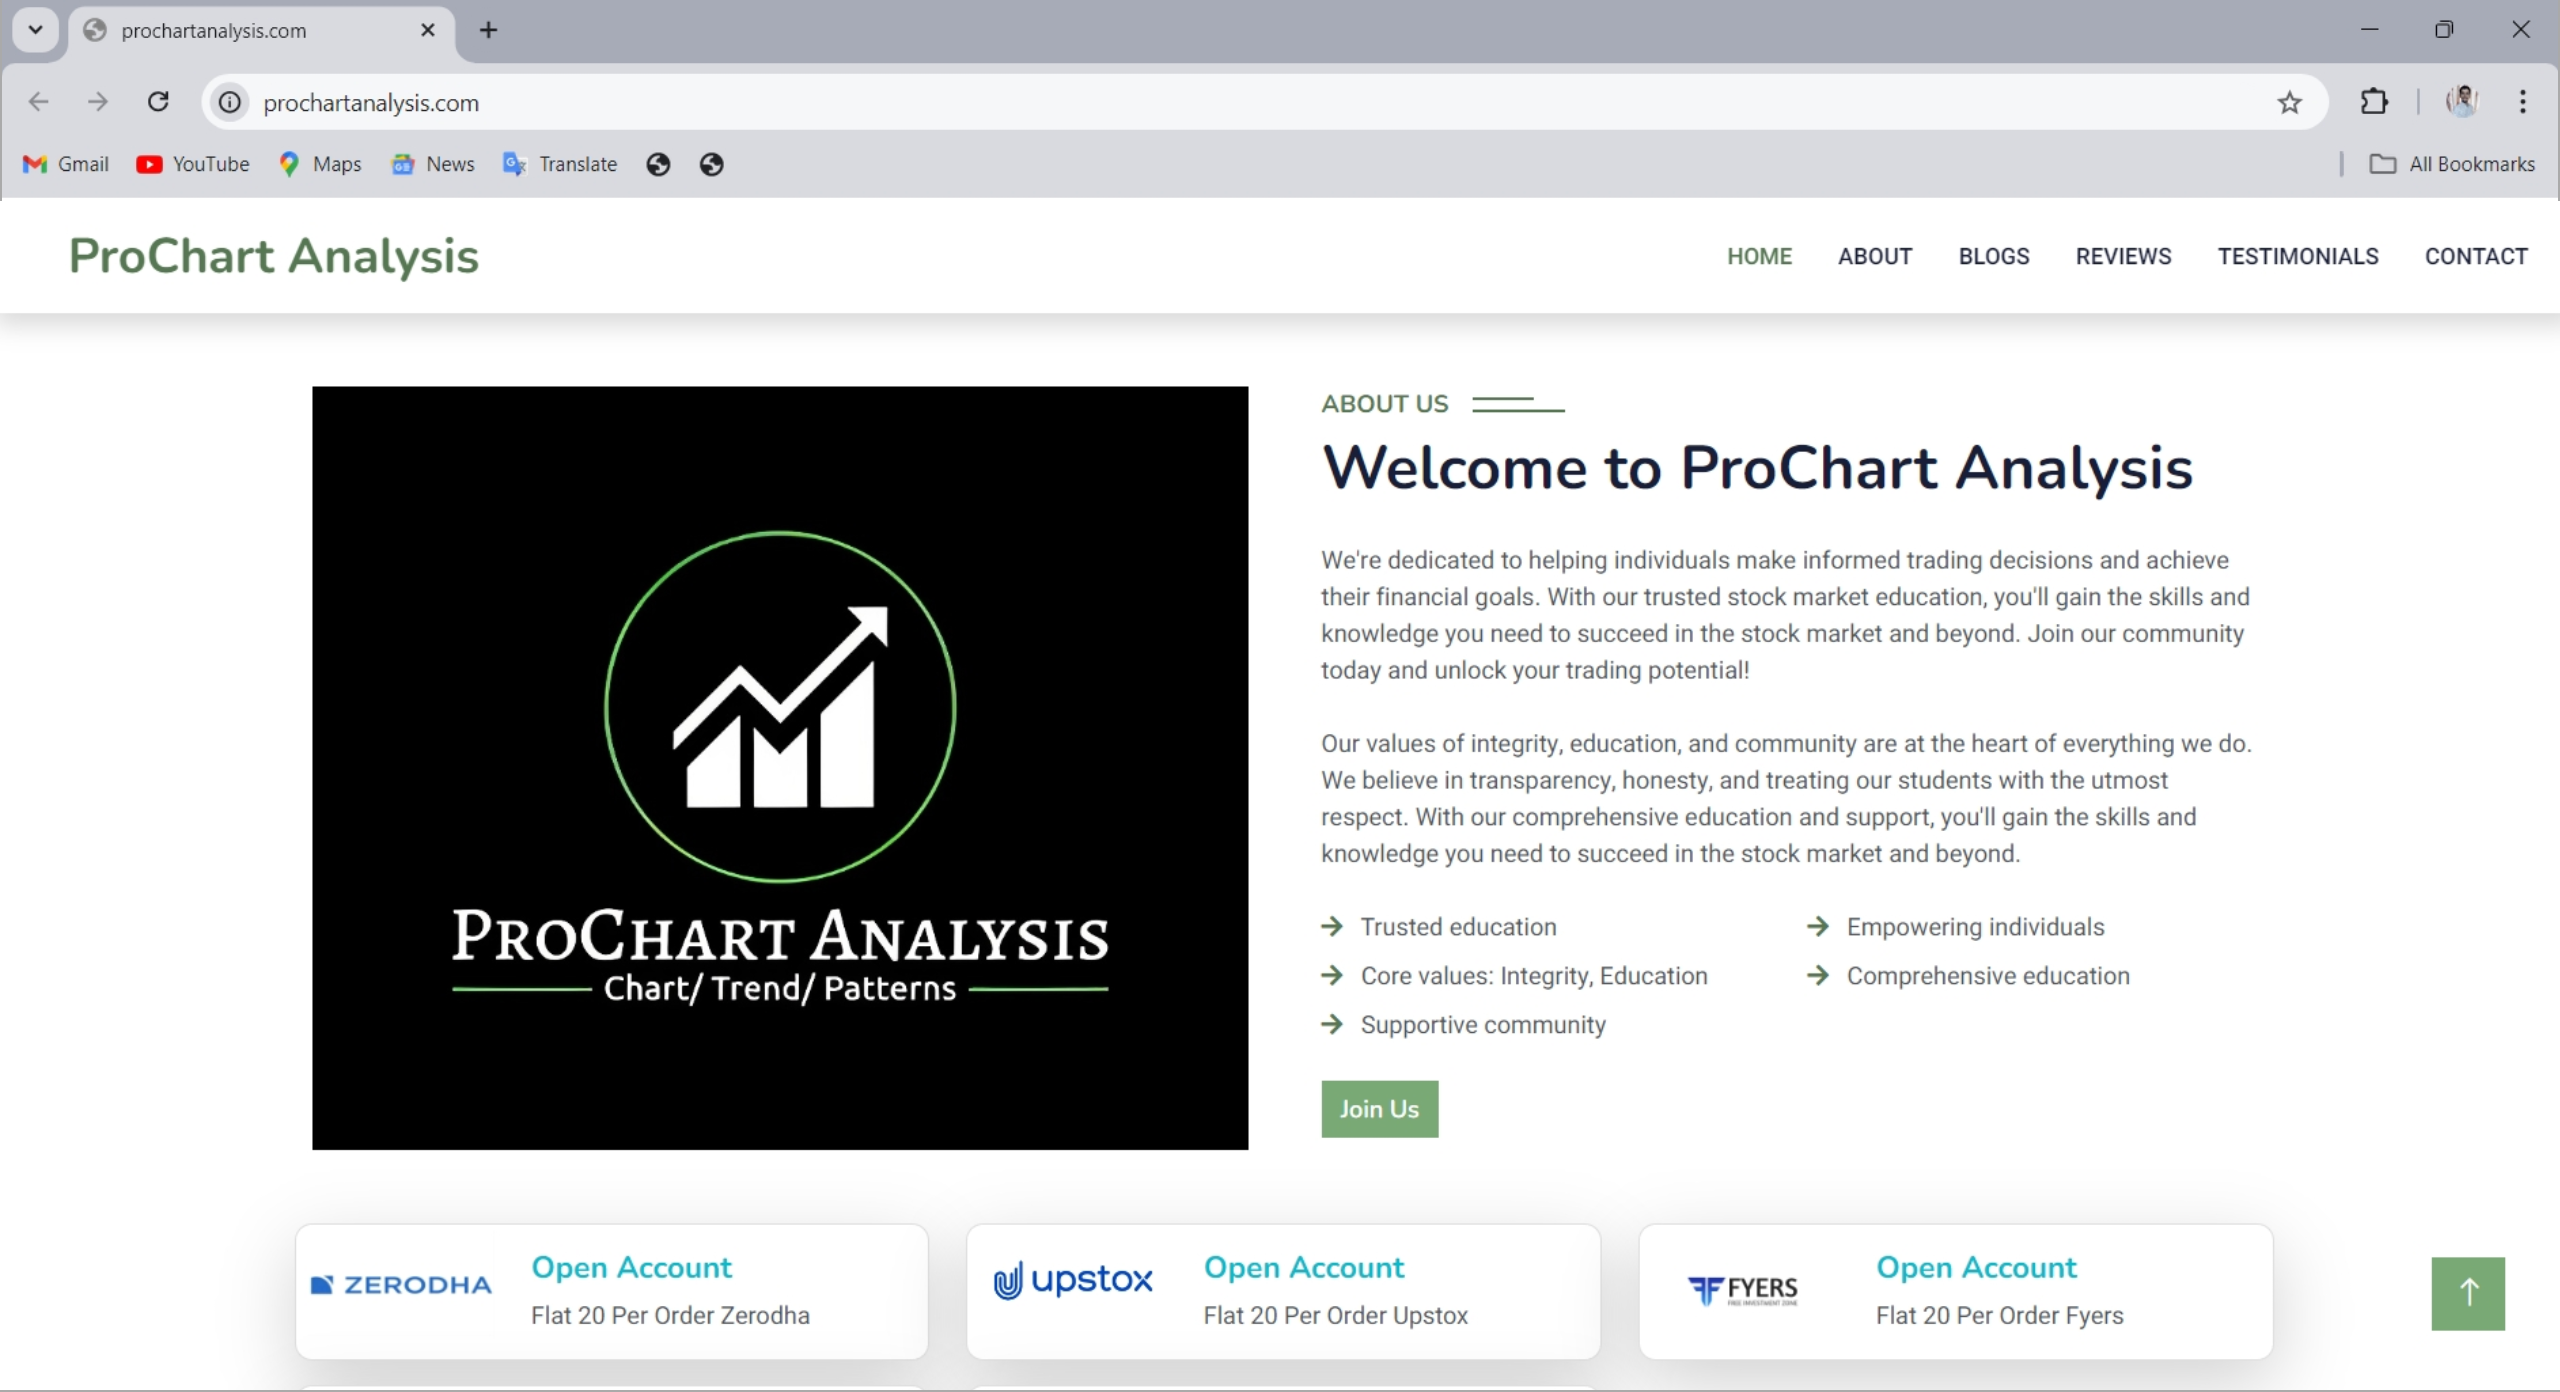 prochartanalysis.com
prochartanalysis.com
Gmail YouTube Maps News Translate All Bookmarks
ProChart Analysis
HOME ABOUT BLOGS REVIEWS TESTIMONIALS CONTACT
PROCHART ANALYSIS
Chart/ Trend/ Patterns
ABOUT US
Welcome to ProChart Analysis
We're dedicated to helping individuals make informed trading decisions and achieve
their financial goals. With our trusted stock market education, you'll gain the skills and
knowledge you need to succeed in the stock market and beyond. Join our community
today and unlock your trading potential!
Our values of integrity, education, and community are at the heart of everything we do.
We believe in transparency, honesty, and treating our students with the utmost
respect. With our comprehensive education and support, you'll gain the skills and
knowledge you need to succeed in the stock market and beyond.
Trusted education
Empowering individuals
Core values: Integrity, Education
Comprehensive education
Supportive community
Join Us
ZERODHA
Open Account
Flat 20 Per Order Zerodha
upstox
Open Account
Flat 20 Per Order Upstox
FYERS
FREE INVESTMENT ZONE
Open Account
Flat 20 Per Order Fyers